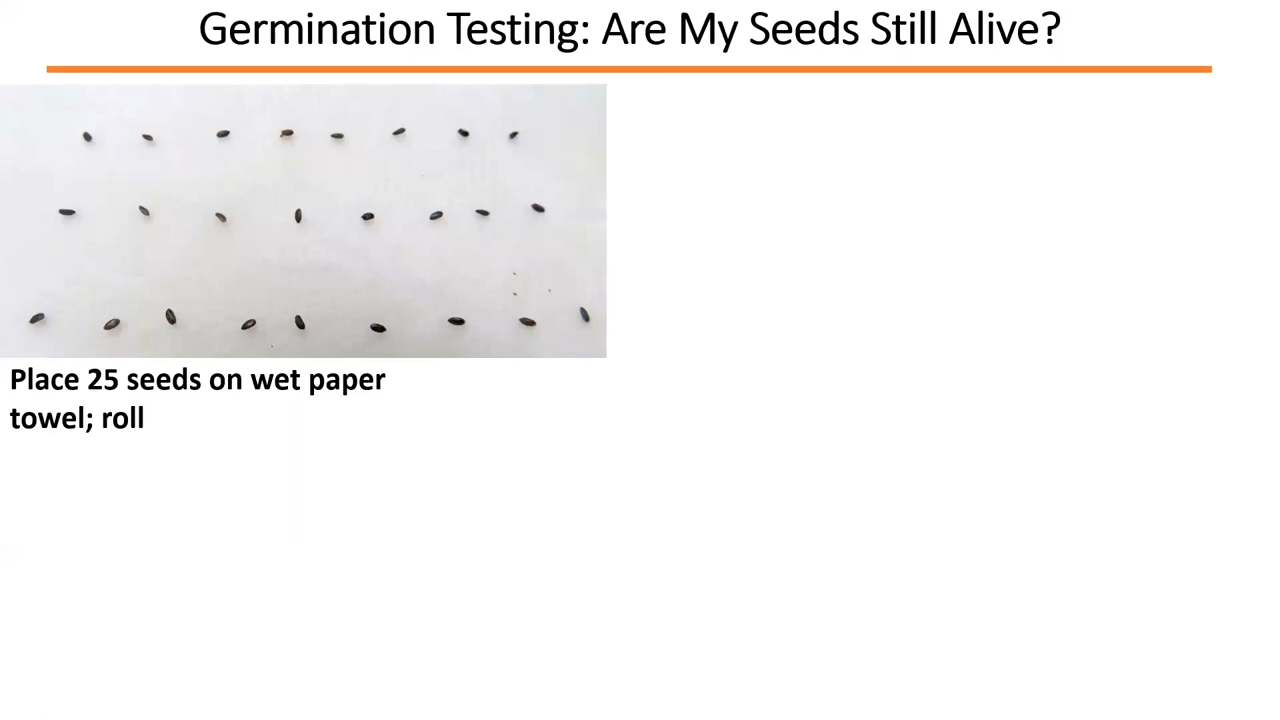 Germination Testing: Are My Seeds Still Alive?
Place 25 seeds on wet paper
towel; roll